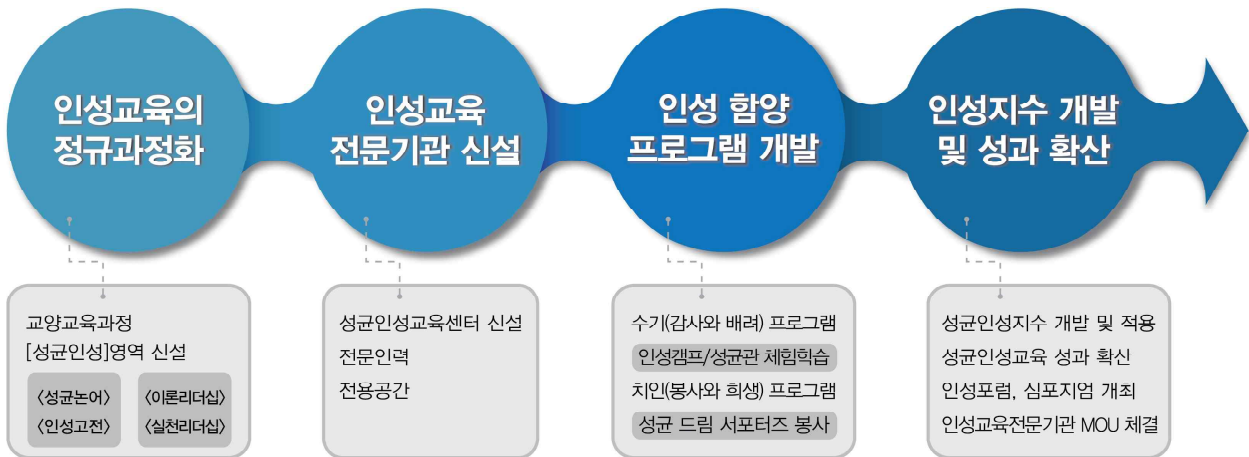 인성교육의
정규과정화
인성교육
전문기관 신설
인성 함양
프로그램 개발
인성지수 개발
및 성과 확산
교양교육과정
[성균인성]영역 신설
〈성균논어〉 〈이론리더십〉
〈인성고전〉 〈실천리더십〉
성균인성교육센터 신설
전문인력
전용공간
수기(감사와 배려) 프로그램
인성캠프/성균관 체험학습
치인(봉사와 희생) 프로그램
성균 드림 서포터즈 봉사
성균인성지수 개발 및 적용
성균인성교육 성과 확신
인성포럼, 심포지엄 개최
인성교육전문기관 MOU 체결